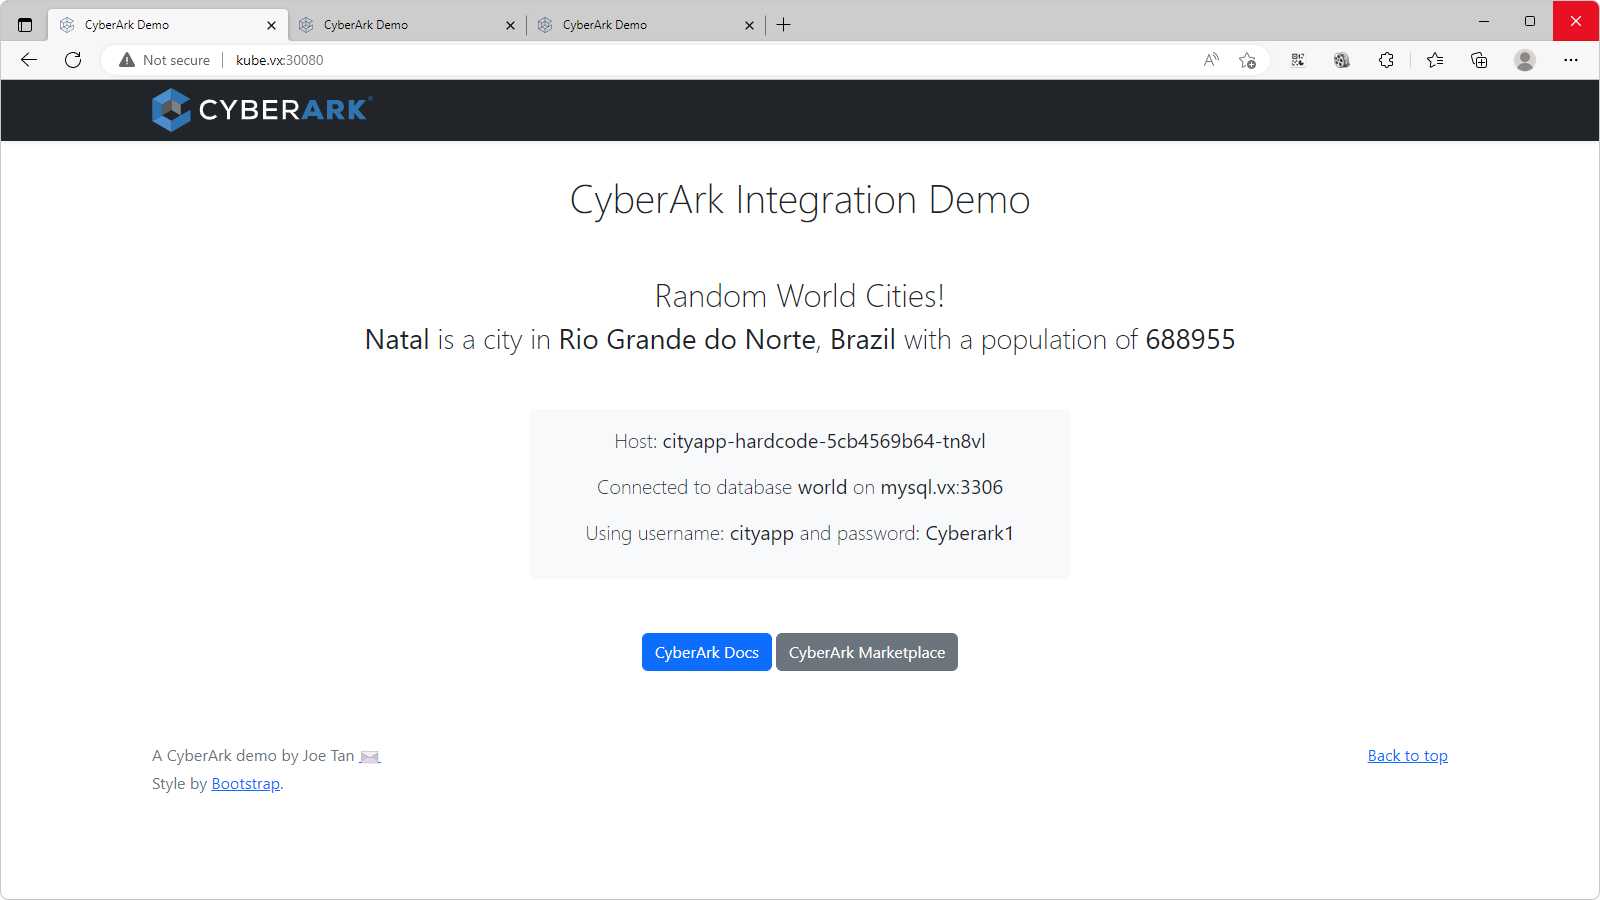 CyberArk Demo
CyberArk Demo
CyberArk Demo
Not secure
kube.vx:30080
CYBERARK®
CyberArk Integration Demo
Random World Cities!
Natal is a city in Rio Grande do Norte, Brazil with a population of 688955
Host: cityapp-hardcode-5cb4569b64-tn8vl
Connected to database world on mysql.vx:3306
Using username: cityapp and password: Cyberark1
CyberArk Docs
CyberArk Marketplace
A CyberArk demo by Joe Tan
Back to top
Style by Bootstrap.